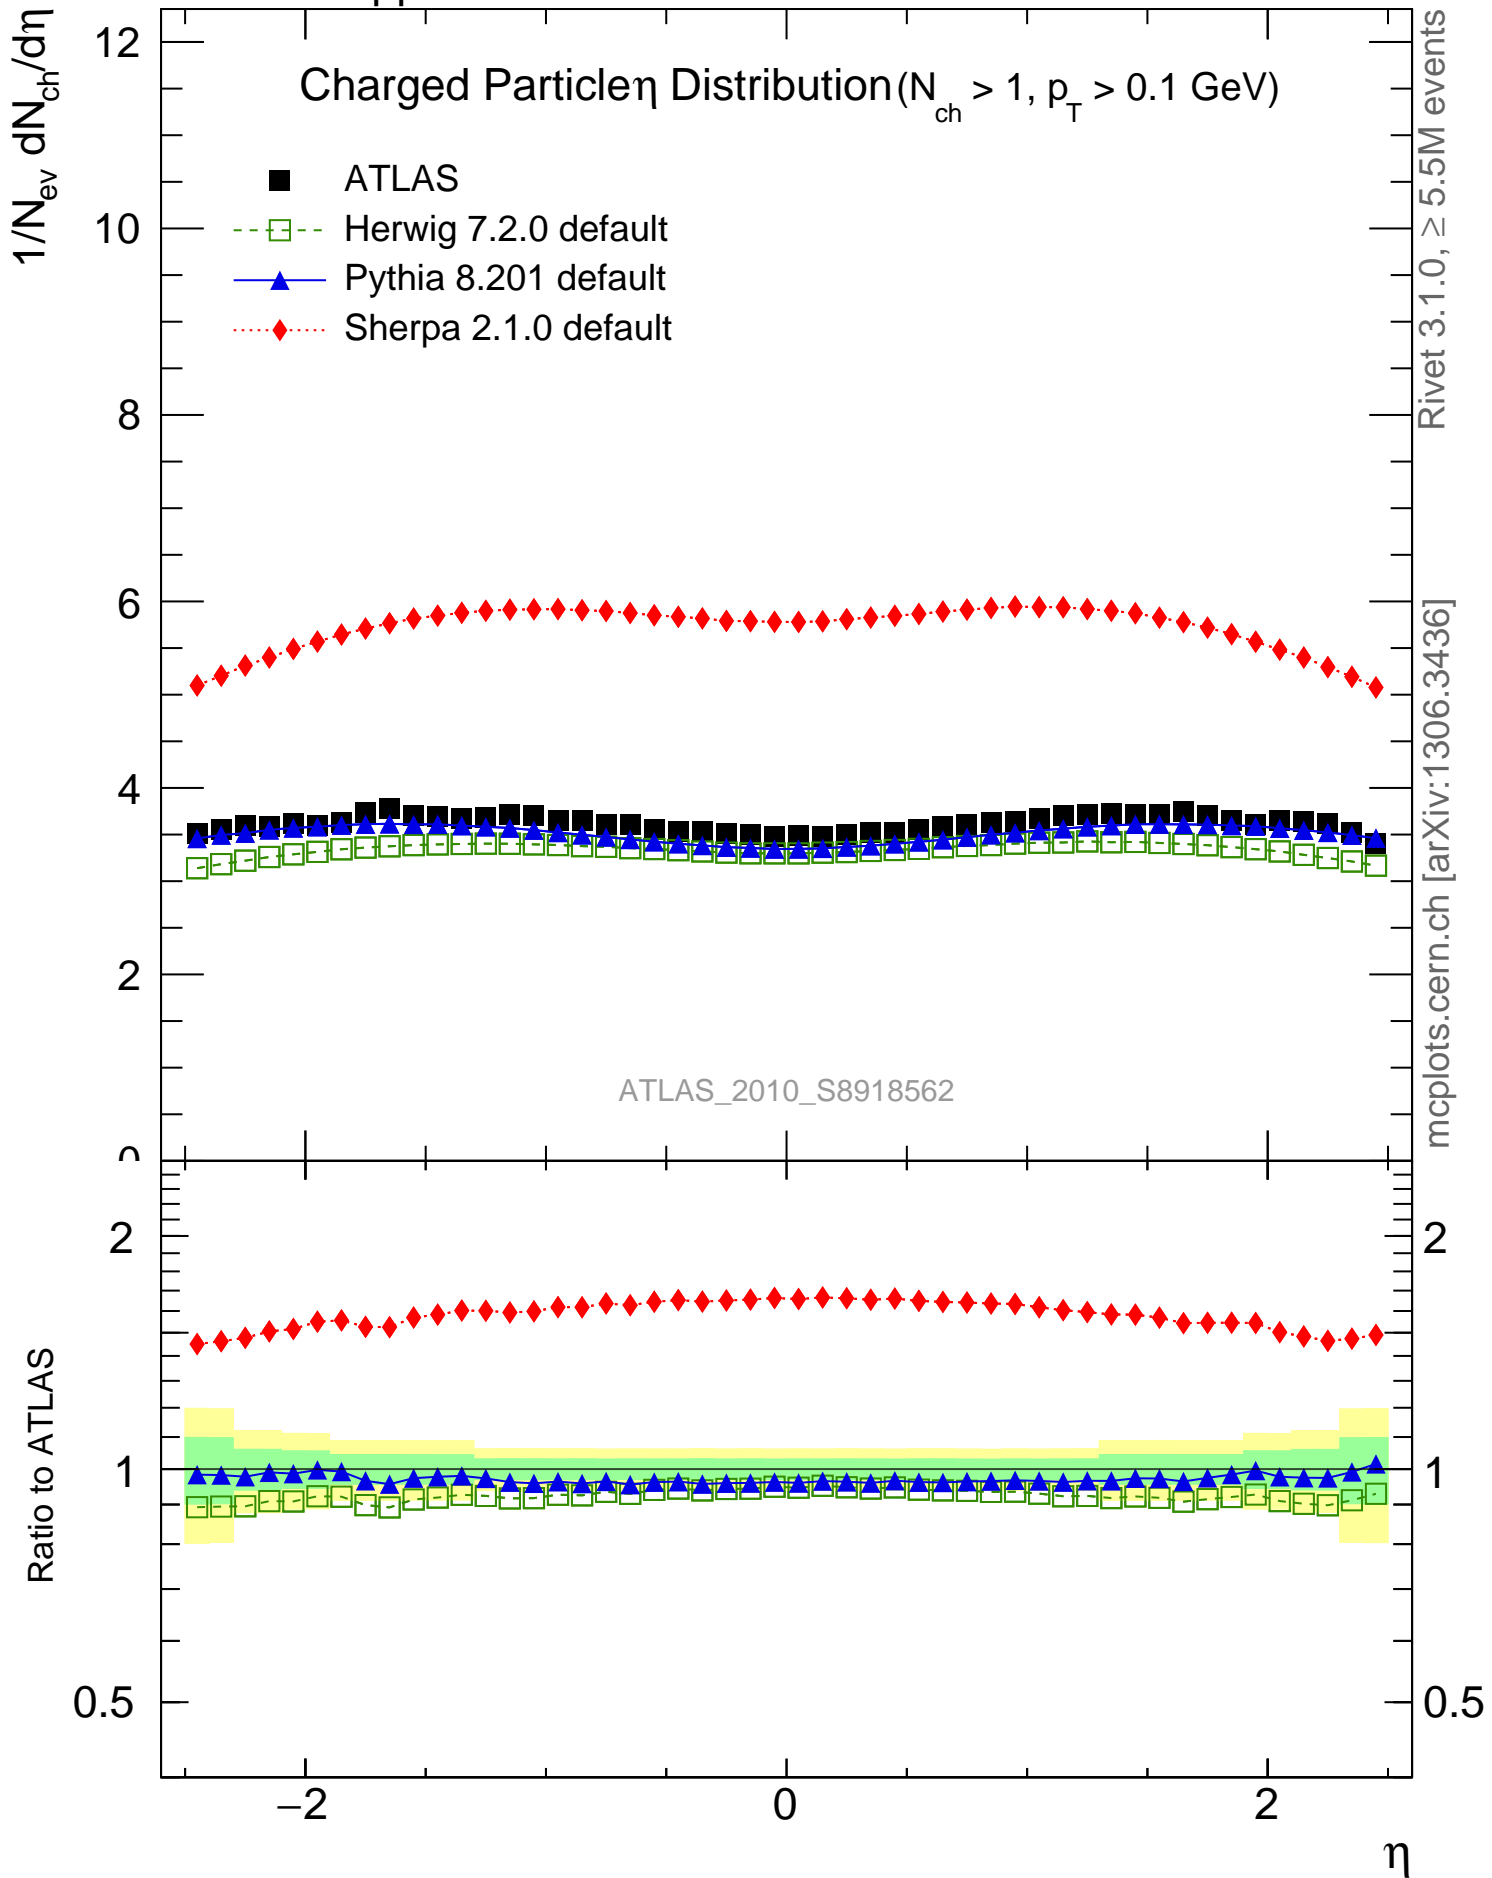 pp
1/N_ev dN_ch/dη
Charged Particleη Distribution(N_ch > 1, p_T > 0.1 GeV)
ATLAS
Herwig 7.2.0 default
Pythia 8.201 default
Sherpa 2.1.0 default
12
10
8
6
4
2
0
ATLAS_2010_S8918562
Rivet 3.1.0, ≥ 5.5M events
mcplots.cern.ch [arXiv:1306.3436]
Ratio to ATLAS
2
1
0.5
2
1
0.5
−2
0
2
η